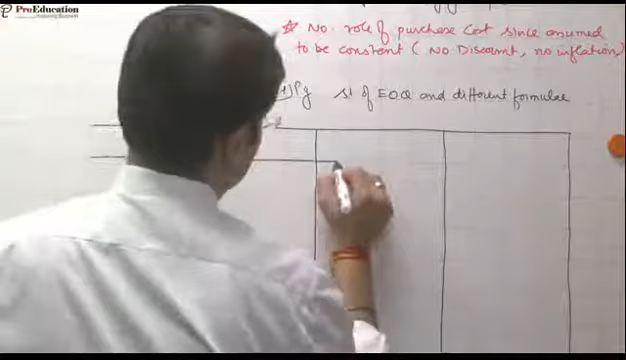 ProEducation
* No. role of purchase Cost since assumed
to be constant ( No Discount, no inflation)
of EOQ and different formulae